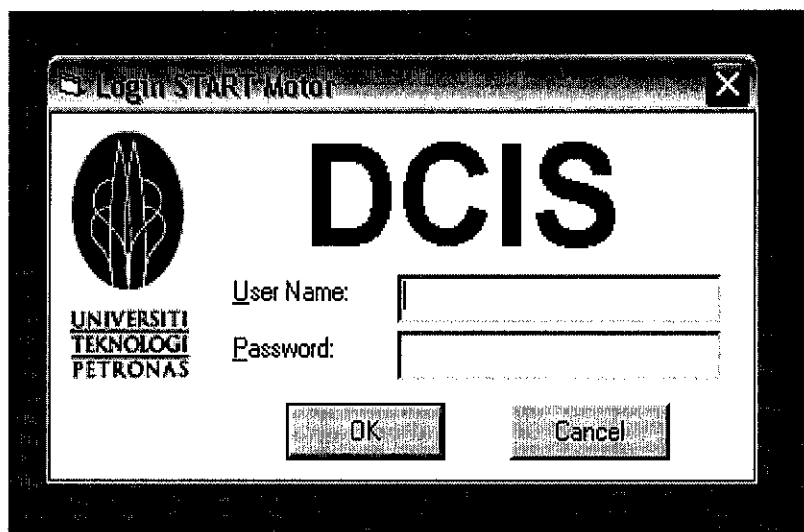 Login START Motor
DCIS
User Name:
Password:
UNIVERSITI
TEKNOLOGI
PETRONAS
OK
Cancel